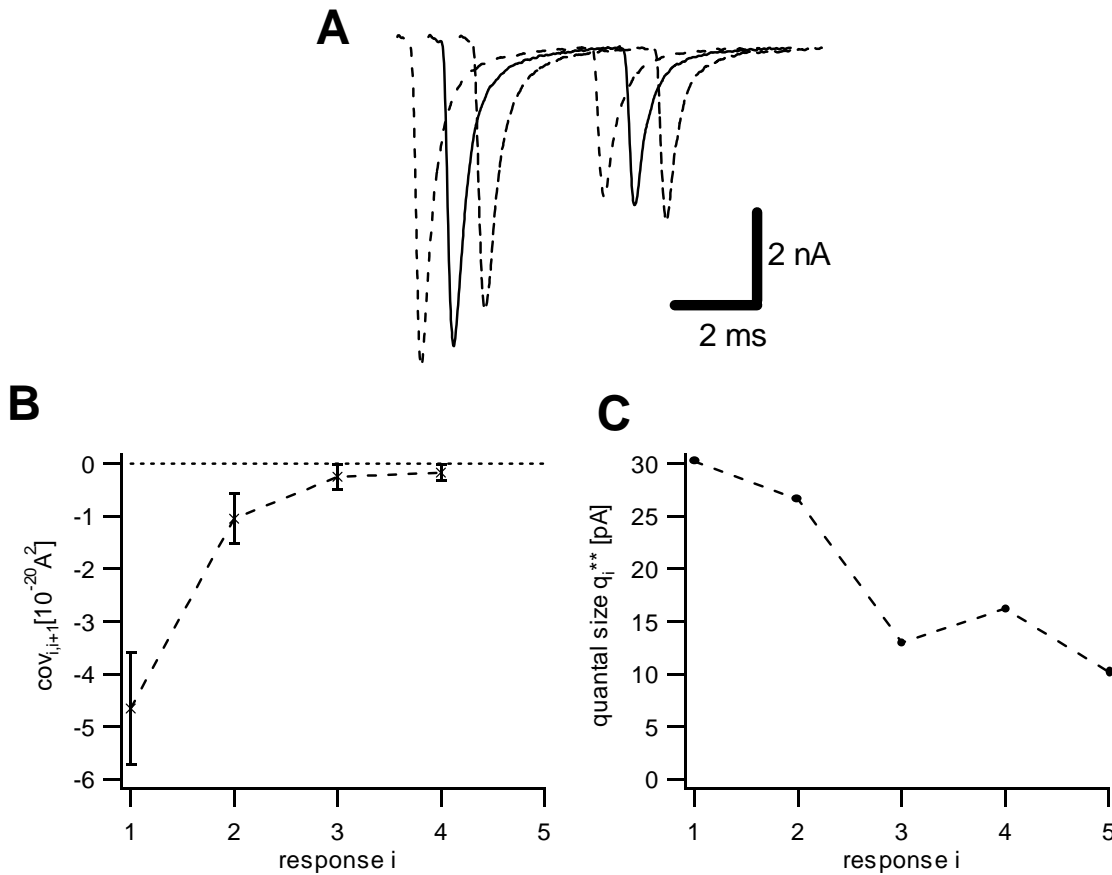 A
2 nA
2 ms
B
0
-1
-2
-3
-4
-5
-6
cov_{i,i+1}[10^{-20}A^2]
1 2 3 4 5
response i
C
30
25
20
15
10
5
0
quantal size q_i^{**} [pA]
1 2 3 4 5
response i